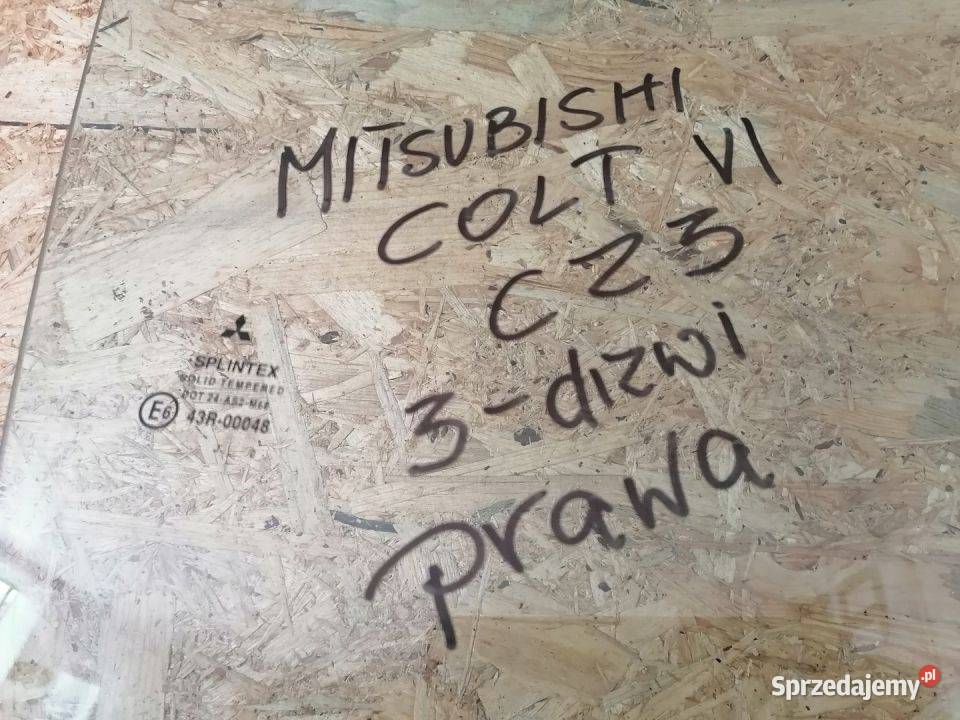 MITSUBISHI
COLT VI
CZ3
3-drzwi
prawa
SPLINTEX
SOLID TEMPERED
E6
43R-00048
Sprzedajemy.pl